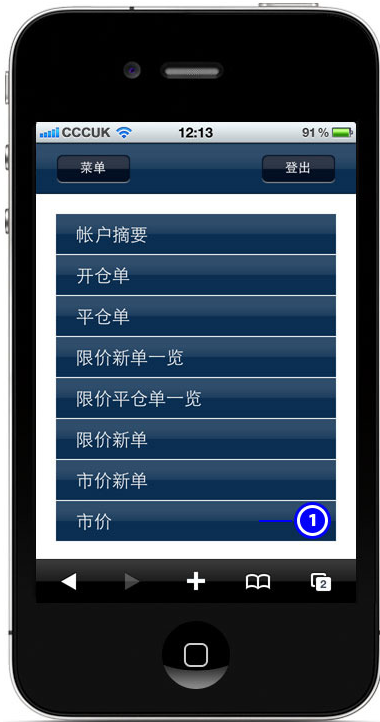 CCCUK 12:13 91%
菜单 登出
帐户摘要
开仓单
平仓单
限价新单一览
限价平仓单一览
限价新单
市价新单
市价 1
2